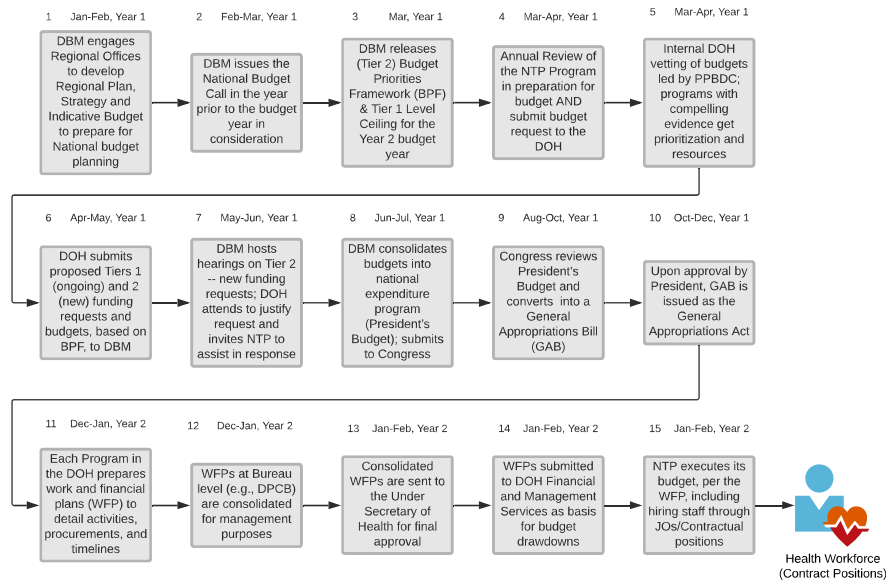 1 Jan-Feb, Year 1
DBM engages
Regional Offices
to develop
Regional Plan,
Strategy and
Indicative Budget
to prepare for
National budget
planning
2 Feb-Mar, Year 1
DBM issues the
National Budget
Call in the year
prior to the budget
year in
consideration
3 Mar, Year 1
DBM releases
(Tier 2) Budget
Priorities
Framework (BPF)
& Tier 1 Level
Ceiling for the
Year 2 budget
year
4 Mar-Apr, Year 1
Annual Review of
the NTP Program
in preparation for
budget AND
submit budget
request to the
DOH
5 Mar-Apr, Year 1
Internal DOH
vetting of budgets
led by PPBDC;
programs with
compelling
evidence get
prioritization and
resources
6 Apr-May, Year 1
DOH submits
proposed Tiers 1
(ongoing) and 2
(new) funding
requests and
budgets, based on
BPF, to DBM
7 May-Jun, Year 1
DBM hosts
hearings on Tier 2
-- new funding
requests; DOH
attends to justify
request and
invites NTP to
assist in response
8 Jun-Jul, Year 1
DBM consolidates
budgets into
national
expenditure
program
(President's
Budget); submits
to Congress
9 Aug-Oct, Year 1
Congress reviews
President's
Budget and
converts into a
General
Appropriations Bill
(GAB)
10 Oct-Dec, Year 1
Upon approval by
President, GAB is
issued as the
General
Appropriations Act
11 Dec-Jan, Year 2
Each Program in
the DOH prepares
work and financial
plans (WFP) to
detail activities,
procurements, and
timelines
12 Dec-Jan, Year 2
WFPs at Bureau
level (e.g., DPCB)
are consolidated
for management
purposes
13 Jan-Feb, Year 2
Consolidated
WFPs are sent to
the Under
Secretary of
Health for final
approval
14 Jan-Feb, Year 2
WFPs submitted
to DOH Financial
and Management
Services as basis
for budget
drawdowns
15 Jan-Feb, Year 2
NTP executes its
budget, per the
WFP, including
hiring staff through
JOs/Contractual
positions
Health Workforce
(Contract Positions)